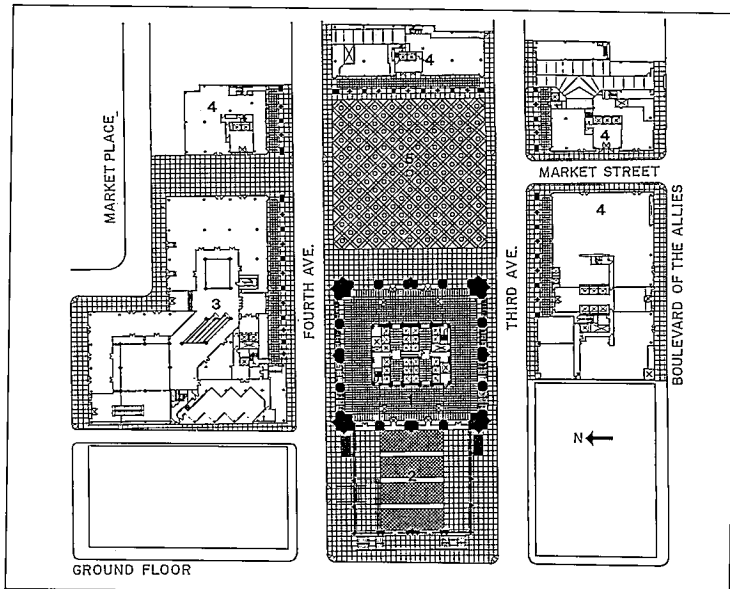 4
4
4
MARKET PLACE
5
MARKET STREET
4
FOURTH AVE.
THIRD AVE.
BOULEVARD OF THE ALLIES
3
1
N
2
GROUND FLOOR